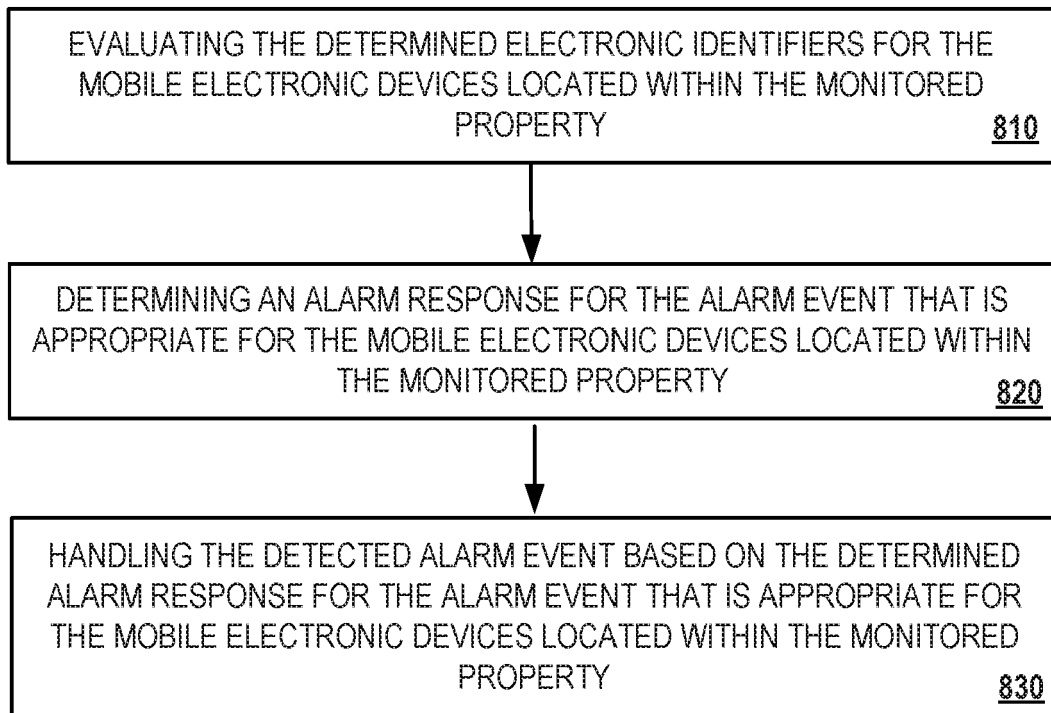 EVALUATING THE DETERMINED ELECTRONIC IDENTIFIERS FOR THE
MOBILE ELECTRONIC DEVICES LOCATED WITHIN THE MONITORED
PROPERTY
810
DETERMINING AN ALARM RESPONSE FOR THE ALARM EVENT THAT IS
APPROPRIATE FOR THE MOBILE ELECTRONIC DEVICES LOCATED WITHIN
THE MONITORED PROPERTY
820
HANDLING THE DETECTED ALARM EVENT BASED ON THE DETERMINED
ALARM RESPONSE FOR THE ALARM EVENT THAT IS APPROPRIATE FOR
THE MOBILE ELECTRONIC DEVICES LOCATED WITHIN THE MONITORED
PROPERTY
830